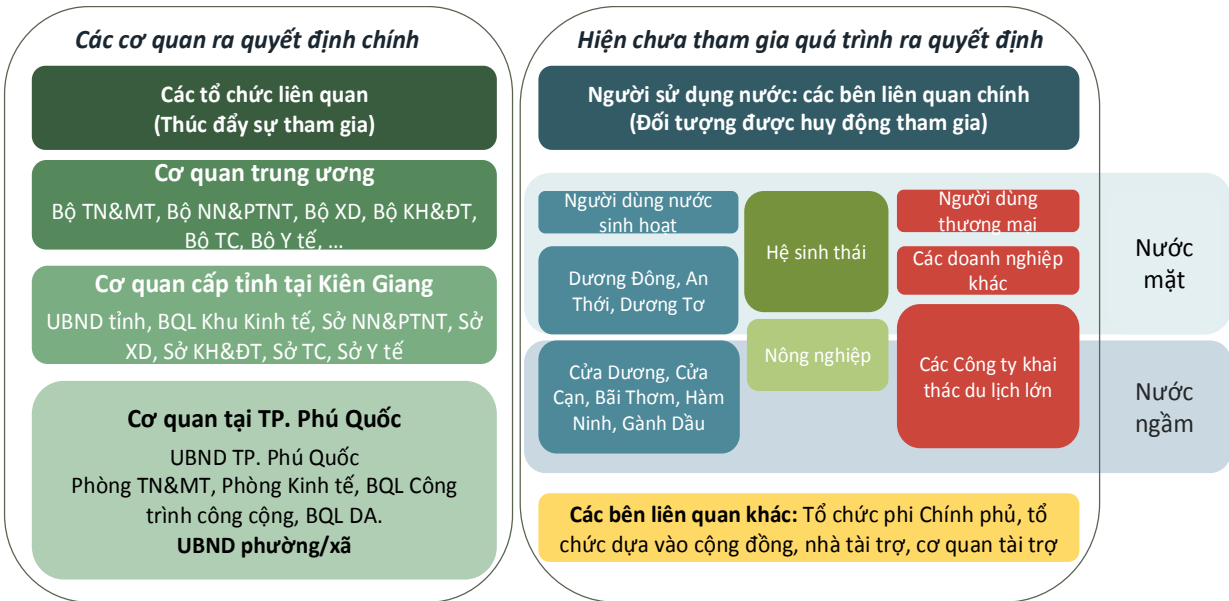 Các cơ quan ra quyết định chính
Các tổ chức liên quan
(Thúc đẩy sự tham gia)
Cơ quan trung ương
Bộ TN&MT, Bộ NN&PTNT, Bộ XD, Bộ KH&ĐT,
Bộ TC, Bộ Y tế, ...
Cơ quan cấp tỉnh tại Kiên Giang
UBND tỉnh, BQL Khu Kinh tế, Sở NN&PTNT, Sở
XD, Sở KH&ĐT, Sở TC, Sở Y tế
Cơ quan tại TP. Phú Quốc
UBND TP. Phú Quốc
Phòng TN&MT, Phòng Kinh tế, BQL Công
trình công cộng, BQL DA.
UBND phường/xã
Hiện chưa tham gia quá trình ra quyết định
Người sử dụng nước: các bên liên quan chính
(Đối tượng được huy động tham gia)
Người dùng nước
sinh hoạt
Dương Đông, An
Thới, Dương Tơ
Cửa Dương, Cửa
Cạn, Bãi Thơm, Hàm
Ninh, Gành Dầu
Hệ sinh thái
Nông nghiệp
Người dùng
thương mại
Các doanh nghiệp
khác
Các Công ty khai
thác du lịch lớn
Nước
mặt
Nước
ngầm
Các bên liên quan khác: Tổ chức phi Chính phủ, tổ
chức dựa vào cộng đồng, nhà tài trợ, cơ quan tài trợ